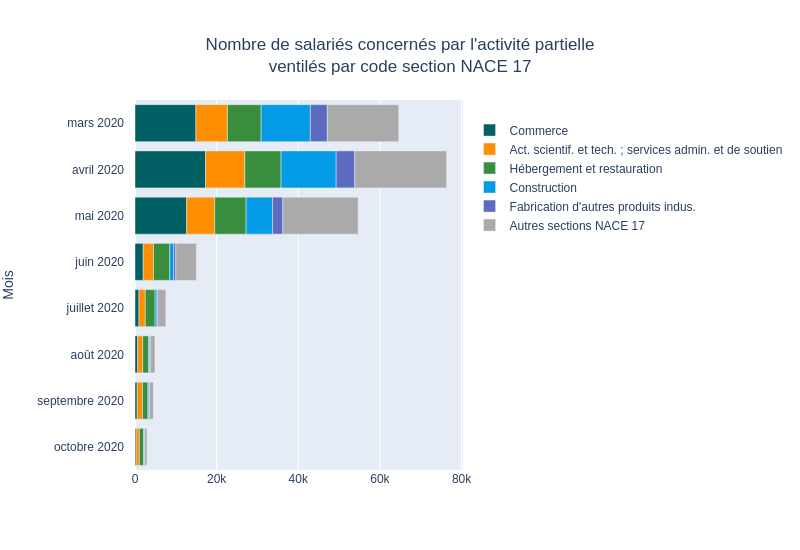 Nombre de salariés concernés par l'activité partielle
ventilés par code section NACE 17
mars 2020
avril 2020
mai 2020
juin 2020
juillet 2020
août 2020
septembre 2020
octobre 2020
Mois
0
20k
40k
60k
80k
Commerce
Act. scientif. et tech. ; services admin. et de soutien
Hébergement et restauration
Construction
Fabrication d'autres produits indus.
Autres sections NACE 17